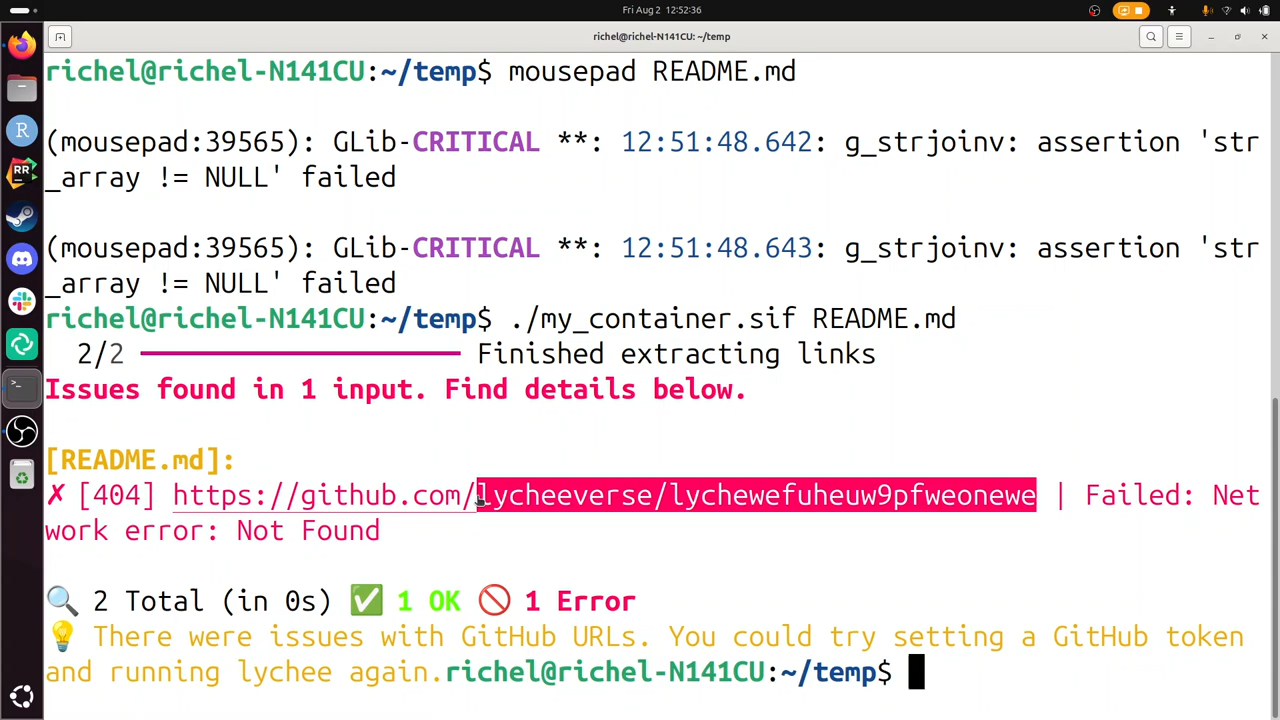 Fri Aug 2 12:52:36
richel@richel-N141CU: ~/temp
richel@richel-N141CU:~/temp$ mousepad README.md
(mousepad:39565): GLib-CRITICAL **: 12:51:48.642: g_strjoinv: assertion 'str
_array != NULL' failed
(mousepad:39565): GLib-CRITICAL **: 12:51:48.643: g_strjoinv: assertion 'str
_array != NULL' failed
richel@richel-N141CU:~/temp$ ./my_container.sif README.md
2/2 ━━━━━━━━━━━━━━━━━━━━ Finished extracting links
Issues found in 1 input. Find details below.
[README.md]:
✗ [404] https://github.com/lycheeverse/lychewefuheuw9pfweonewe | Failed: Net
work error: Not Found
🔍 2 Total (in 0s) ✅ 1 OK 🚫 1 Error
💡 There were issues with GitHub URLs. You could try setting a GitHub token
and running lychee again.richel@richel-N141CU:~/temp$